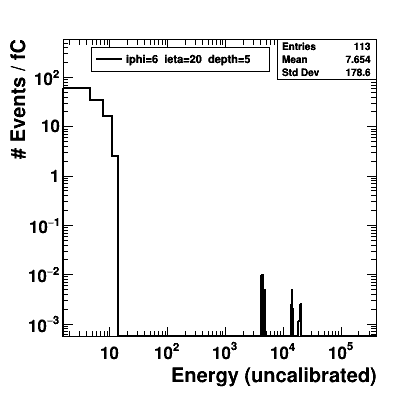 Entries 113
Mean 7.654
Std Dev 178.6
iphi=6 ieta=20 depth=5
# Events / fC
10²
10
1
10⁻¹
10⁻²
10⁻³
10 10² 10³ 10⁴ 10⁵
Energy (uncalibrated)